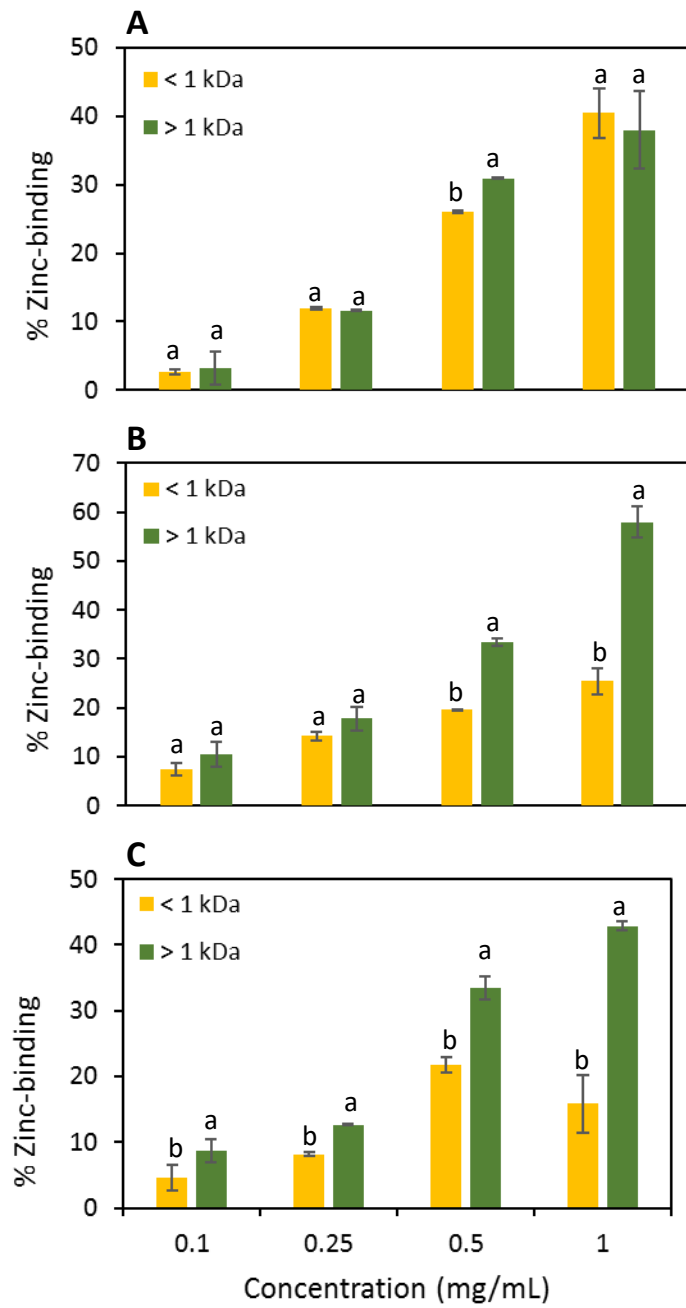 A
50
40
30
20
10
0
% Zinc-binding
< 1 kDa
> 1 kDa
a a
a a
b a
a a
B
70
60
50
40
30
20
10
0
% Zinc-binding
< 1 kDa
> 1 kDa
a a
a a
b a
b a
C
50
40
30
20
10
0
% Zinc-binding
< 1 kDa
> 1 kDa
b a
b a
b a
b a
0.1 0.25 0.5 1
Concentration (mg/mL)